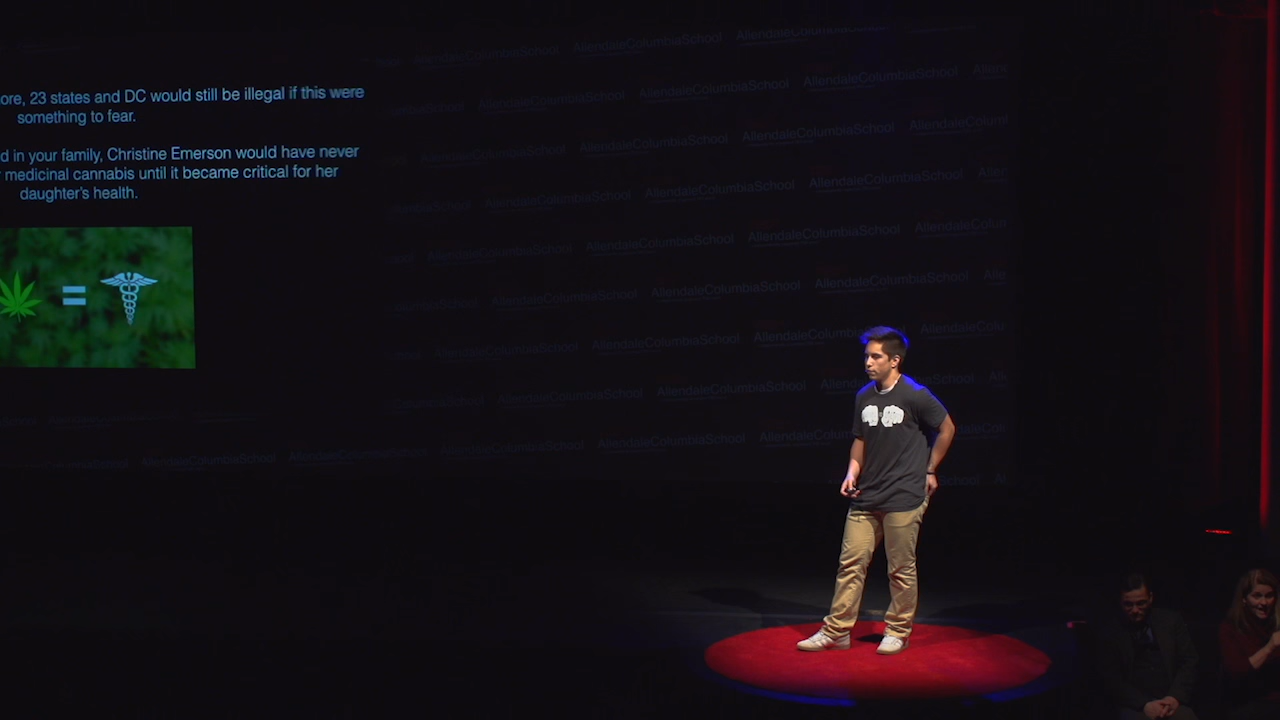 ore, 23 states and DC would still be illegal if this were
something to fear.
d in your family, Christine Emerson would have never
medicinal cannabis until it became critical for her
daughter's health.
AllendaleColumbiaSchool